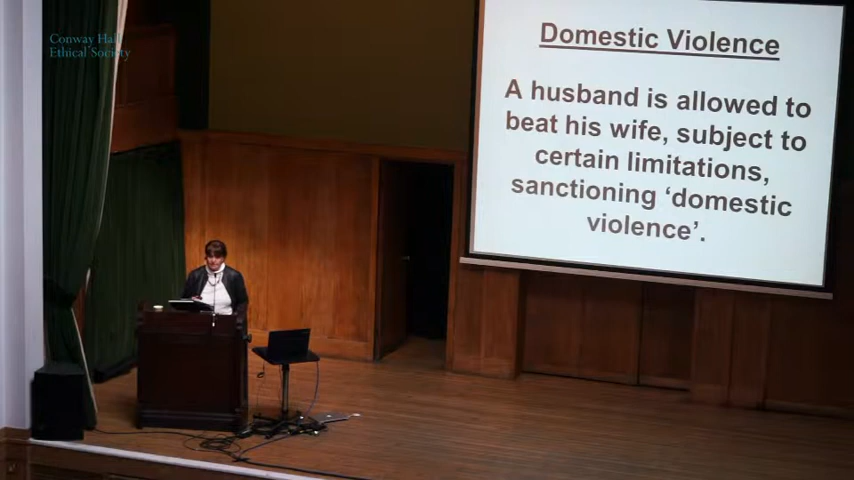 Conway Hall
Ethical Society
Domestic Violence
A husband is allowed to
beat his wife, subject to
certain limitations,
sanctioning ‘domestic
violence’.